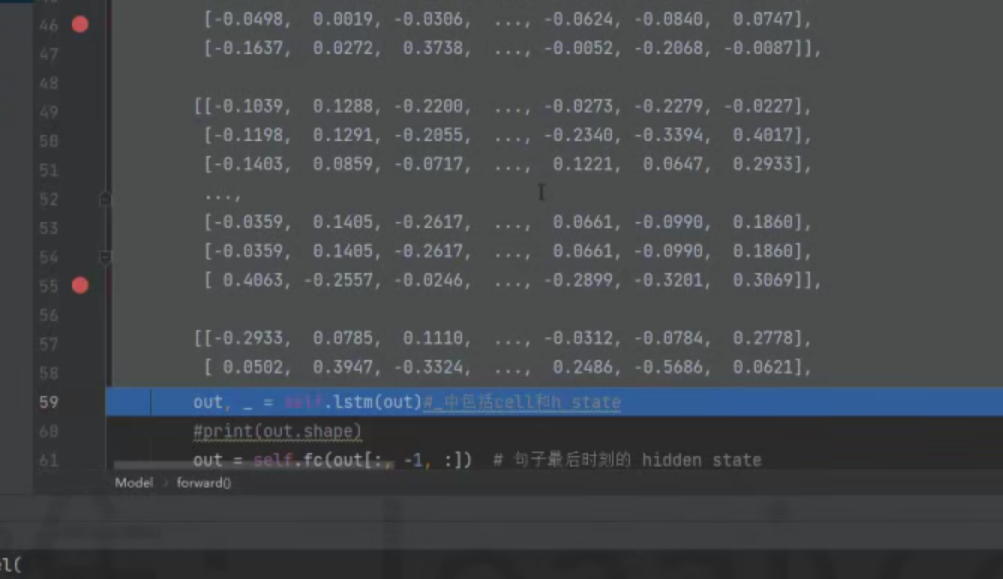 46 [-0.0498, 0.0019, -0.0306, ..., -0.0624, -0.0840, 0.0747],
47 [-0.1637, 0.0272, 0.3738, ..., -0.0052, -0.2068, -0.0087]],
48
49 [[-0.1039, 0.1288, -0.2200, ..., -0.0273, -0.2279, -0.0227],
50 [-0.1198, 0.1291, -0.2055, ..., -0.2340, -0.3394, 0.4017],
51 [-0.1403, 0.0859, -0.0717, ..., 0.1221, 0.0647, 0.2933],
52 ...,
53 [-0.0359, 0.1405, -0.2617, ..., 0.0661, -0.0990, 0.1860],
54 [-0.0359, 0.1405, -0.2617, ..., 0.0661, -0.0990, 0.1860],
55 [ 0.4063, -0.2557, -0.0246, ..., -0.2899, -0.3201, 0.3069]],
56
57 [[-0.2933, 0.0785, 0.1110, ..., -0.0312, -0.0784, 0.2778],
58 [ 0.0502, 0.3947, -0.3324, ..., 0.2486, -0.5686, 0.0621],
59 out, _ = self.lstm(out)#_中包括cell和h state
60 #print(out.shape)
61 out = self.fc(out[:, -1, :]) # 句子最后时刻的 hidden state
Model › forward()
el(